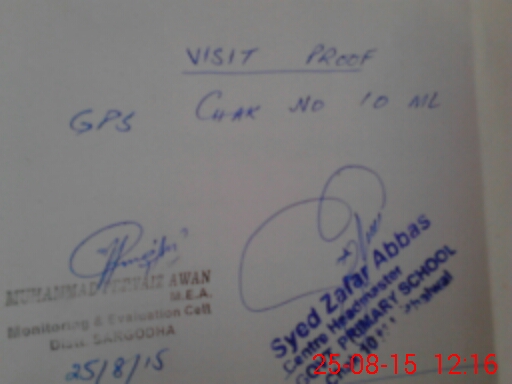 VISIT PROOF
GPS CHAK NO 10 ML
MUHAMMAD AWAN
M.E.A.
Monitoring & Evaluation Cell
Distt. SARGODHA
25/8/15
Syed Zafar Abbas
Centre Headmaster
GOVT. PRIMARY SCHOOL
25-08-15 12:16